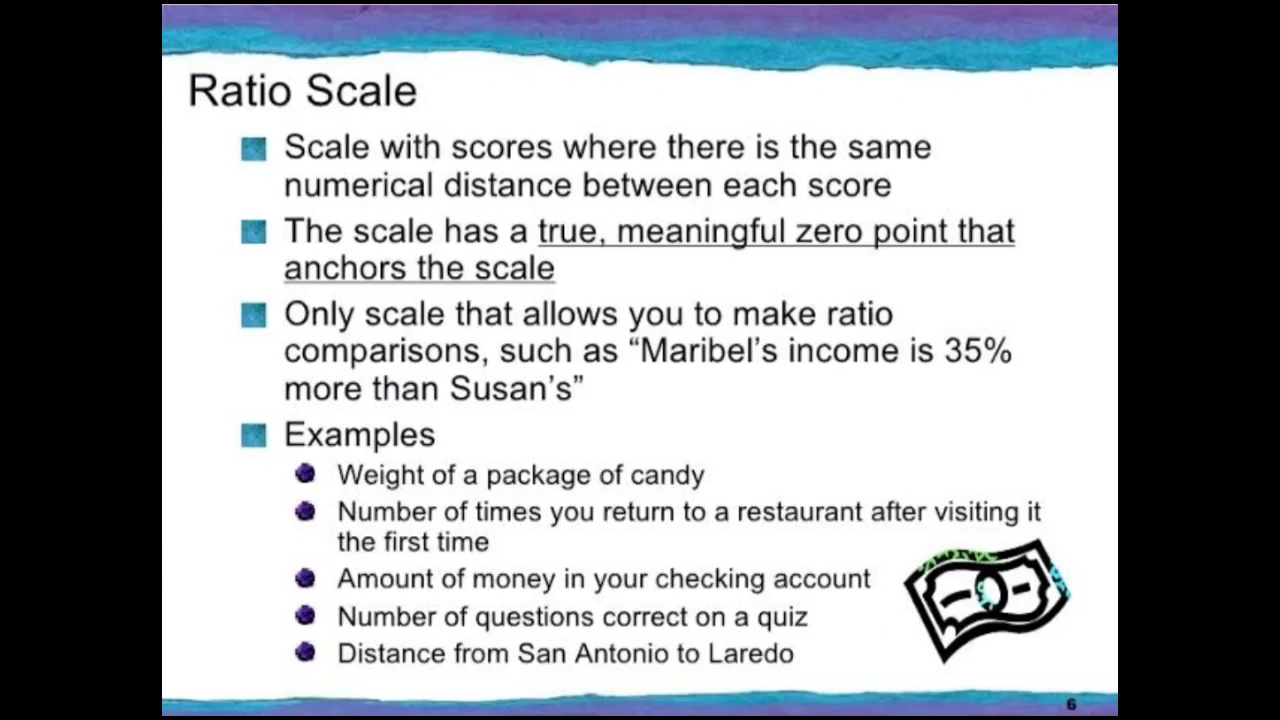 Ratio Scale
Scale with scores where there is the same
numerical distance between each score
The scale has a true, meaningful zero point that
anchors the scale
Only scale that allows you to make ratio
comparisons, such as “Maribel’s income is 35%
more than Susan’s”
Examples
Weight of a package of candy
Number of times you return to a restaurant after visiting it
the first time
Amount of money in your checking account
Number of questions correct on a quiz
Distance from San Antonio to Laredo
6